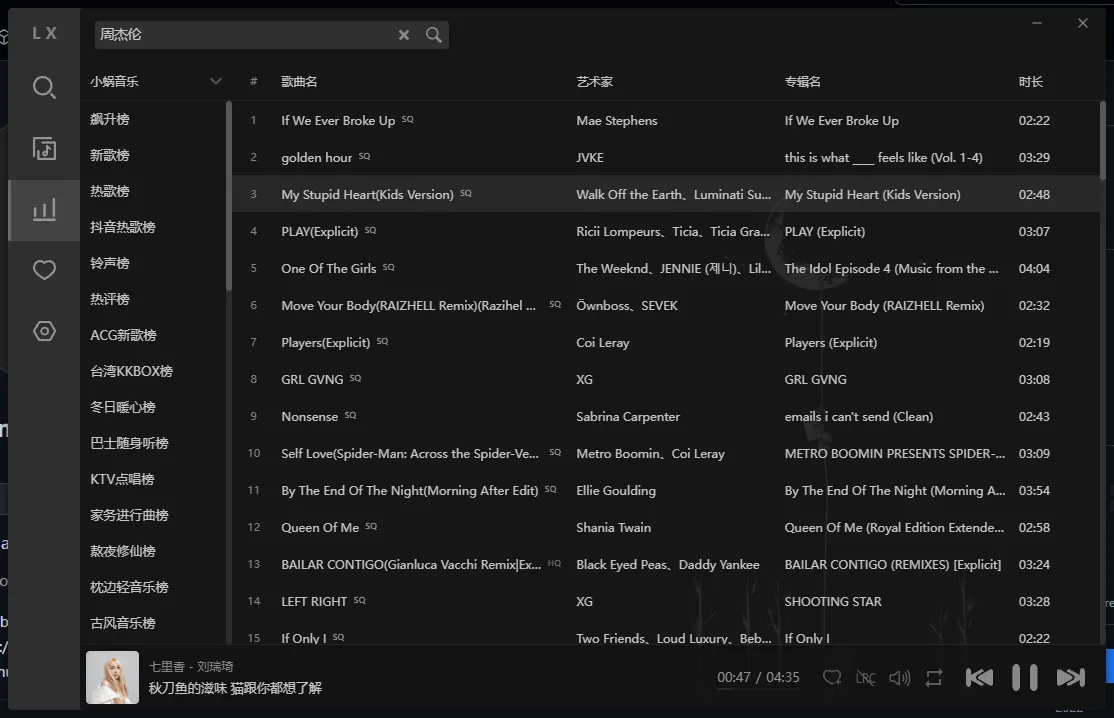 LX
周杰伦
小蜗音乐
# 歌曲名 艺术家 专辑名 时长
飙升榜
新歌榜
热歌榜
抖音热歌榜
铃声榜
热评榜
ACG新歌榜
台湾KKBOX榜
冬日暖心榜
巴士随身听榜
KTV点唱榜
家务进行曲榜
熬夜修仙榜
枕边轻音乐榜
古风音乐榜
1 If We Ever Broke Up SQ Mae Stephens If We Ever Broke Up 02:22
2 golden hour SQ JVKE this is what ____ feels like (Vol. 1-4) 03:29
3 My Stupid Heart(Kids Version) SQ Walk Off the Earth、Luminati Su... My Stupid Heart (Kids Version) 02:48
4 PLAY(Explicit) SQ Ricii Lompeurs、Ticia、Ticia Gra... PLAY (Explicit) 03:07
5 One Of The Girls SQ The Weeknd、JENNIE (제니)、Lil... The Idol Episode 4 (Music from the ... 04:04
6 Move Your Body(RAIZHELL Remix)(Razihel ... SQ Öwnboss、SEVEK Move Your Body (RAIZHELL Remix) 02:32
7 Players(Explicit) SQ Coi Leray Players (Explicit) 02:19
8 GRL GVNG SQ XG GRL GVNG 03:08
9 Nonsense SQ Sabrina Carpenter emails i can't send (Clean) 02:43
10 Self Love(Spider-Man: Across the Spider-Ve... SQ Metro Boomin、Coi Leray METRO BOOMIN PRESENTS SPIDER-... 03:09
11 By The End Of The Night(Morning After Edit) SQ Ellie Goulding By The End Of The Night (Morning A... 03:54
12 Queen Of Me SQ Shania Twain Queen Of Me (Royal Edition Extende... 02:58
13 BAILAR CONTIGO(Gianluca Vacchi Remix|Ex... HQ Black Eyed Peas、Daddy Yankee BAILAR CONTIGO (REMIXES) [Explicit] 03:24
14 LEFT RIGHT SQ XG SHOOTING STAR 03:28
15 If Only I SQ Two Friends、Loud Luxury、Beb... If Only I 02:22
七里香 - 刘瑞琦
秋刀鱼的滋味 猫跟你都想了解
00:47 / 04:35
LRC